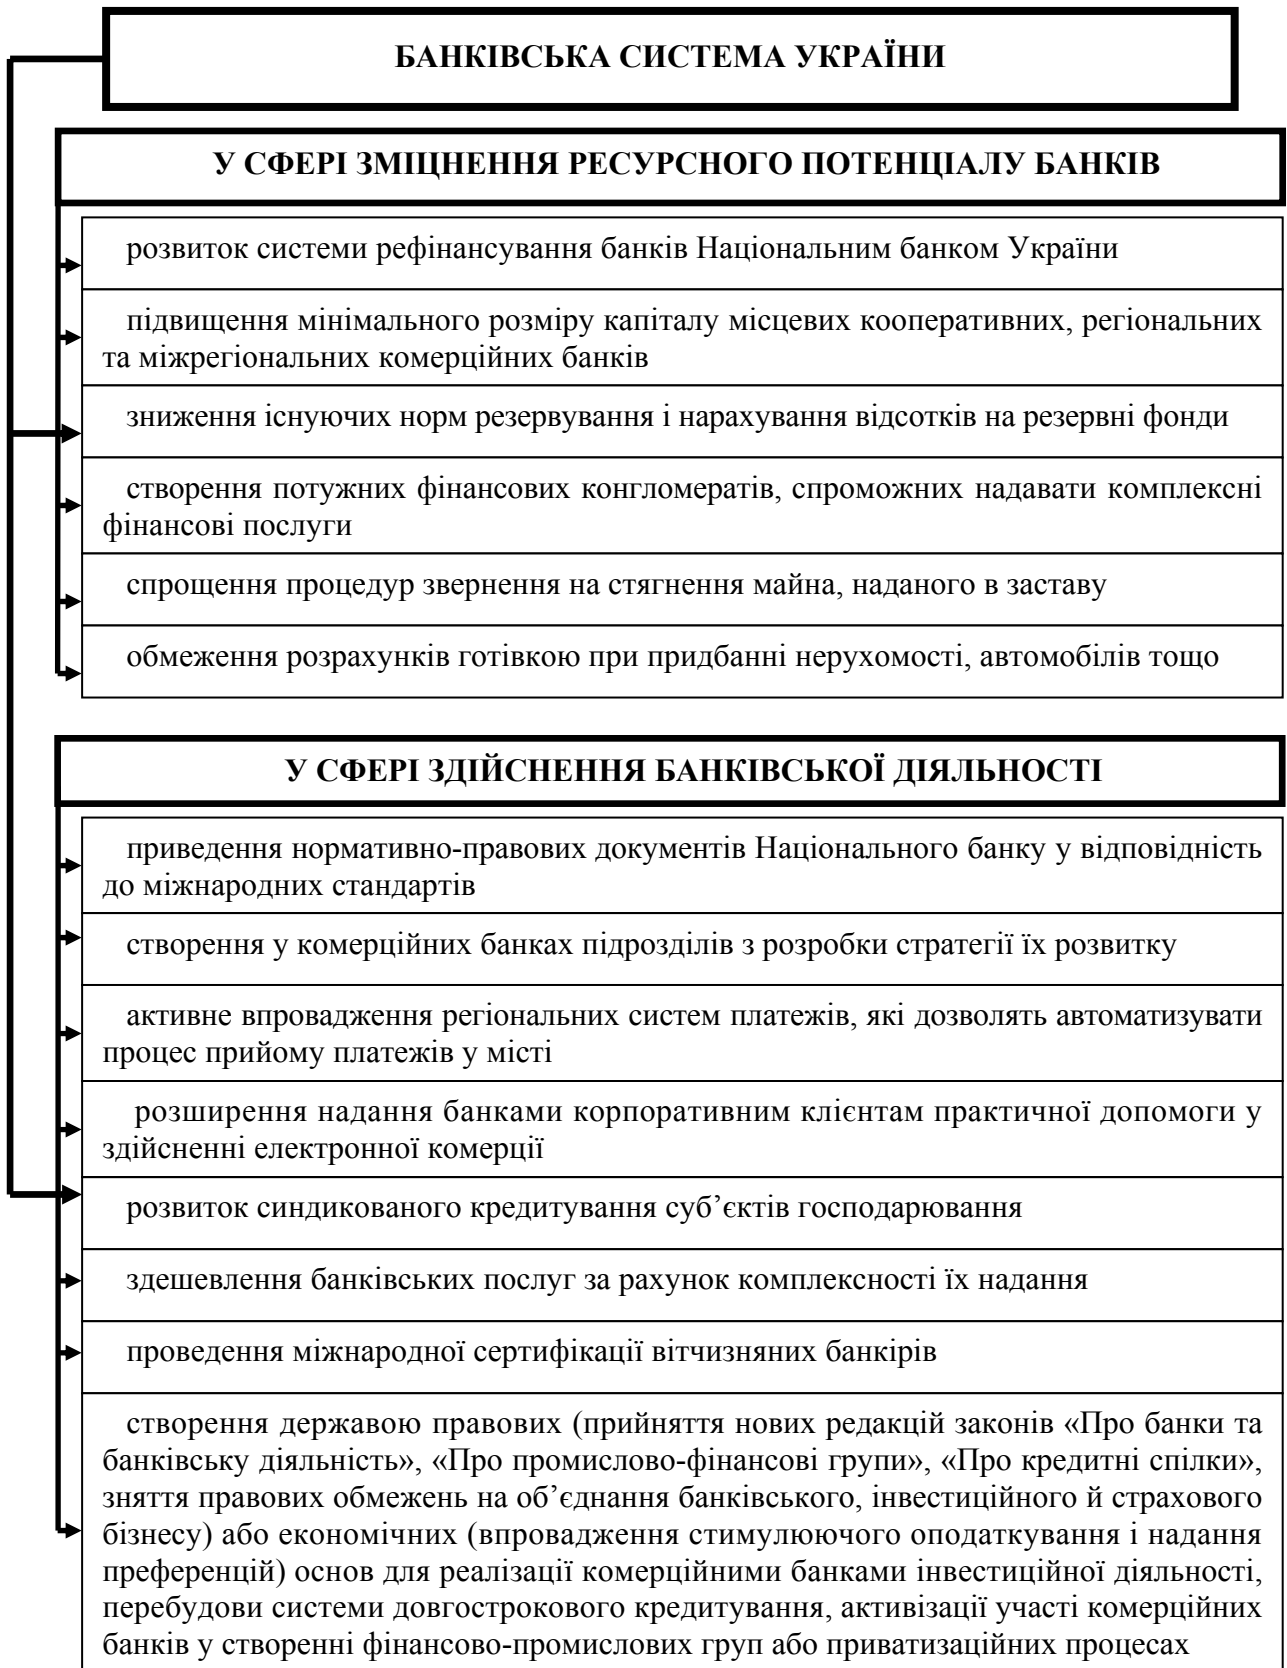 БАНКІВСЬКА СИСТЕМА УКРАЇНИ
У СФЕРІ ЗМІЦНЕННЯ РЕСУРСНОГО ПОТЕНЦІАЛУ БАНКІВ
розвиток системи рефінансування банків Національним банком України
підвищення мінімального розміру капіталу місцевих кооперативних, регіональних
та міжрегіональних комерційних банків
зниження існуючих норм резервування і нарахування відсотків на резервні фонди
створення потужних фінансових конгломератів, спроможних надавати комплексні
фінансові послуги
спрощення процедур звернення на стягнення майна, наданого в заставу
обмеження розрахунків готівкою при придбанні нерухомості, автомобілів тощо
У СФЕРІ ЗДІЙСНЕННЯ БАНКІВСЬКОЇ ДІЯЛЬНОСТІ
приведення нормативно-правових документів Національного банку у відповідність
до міжнародних стандартів
створення у комерційних банках підрозділів з розробки стратегії їх розвитку
активне впровадження регіональних систем платежів, які дозволять автоматизувати
процес прийому платежів у місті
розширення надання банками корпоративним клієнтам практичної допомоги у
здійсненні електронної комерції
розвиток синдикованого кредитування суб’єктів господарювання
здешевлення банківських послуг за рахунок комплексності їх надання
проведення міжнародної сертифікації вітчизняних банкірів
створення державою правових (прийняття нових редакцій законів «Про банки та
банківську діяльність», «Про промислово-фінансові групи», «Про кредитні спілки»,
зняття правових обмежень на об’єднання банківського, інвестиційного й страхового
бізнесу) або економічних (впровадження стимулюючого оподаткування і надання
преференцій) основ для реалізації комерційними банками інвестиційної діяльності,
перебудови системи довгострокового кредитування, активізації участі комерційних
банків у створенні фінансово-промислових груп або приватизаційних процесах